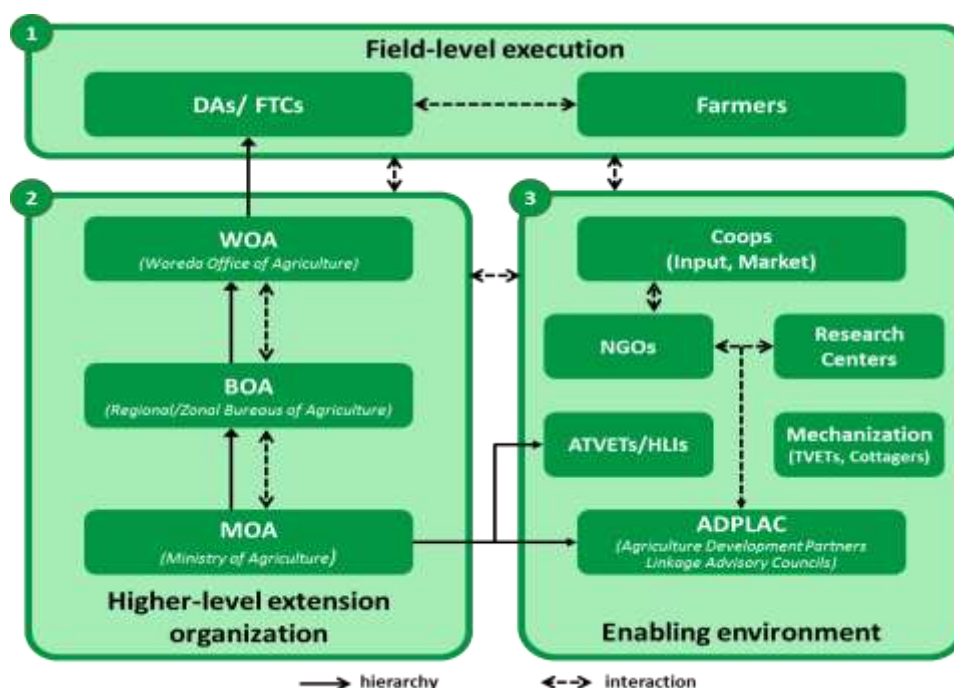 1
Field-level execution
DAs/ FTCs
Farmers
2
WOA
(Woreda Office of Agriculture)
BOA
(Regional/Zonal Bureaus of Agriculture)
MOA
(Ministry of Agriculture)
Higher-level extension
organization
3
Coops
(Input, Market)
NGOs
Research
Centers
ATVETs/HLIs
Mechanization
(TVETs, Cottagers)
ADPLAC
(Agriculture Development Partners
Linkage Advisory Councils)
Enabling environment
hierarchy
interaction